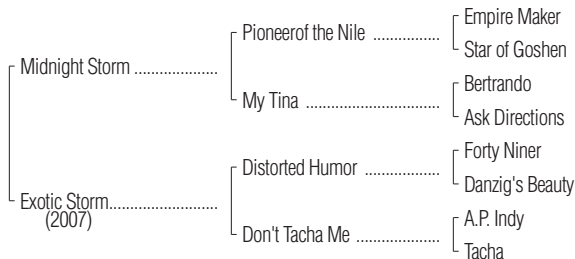 Empire Maker
Pioneerof the Nile ................
Star of Goshen
Midnight Storm ....................
Bertrando
My Tina ................................
Ask Directions
Forty Niner
Distorted Humor ..................
Danzig's Beauty
Exotic Storm..........................
(2007)
A.P. Indy
Don't Tacha Me ....................
Tacha